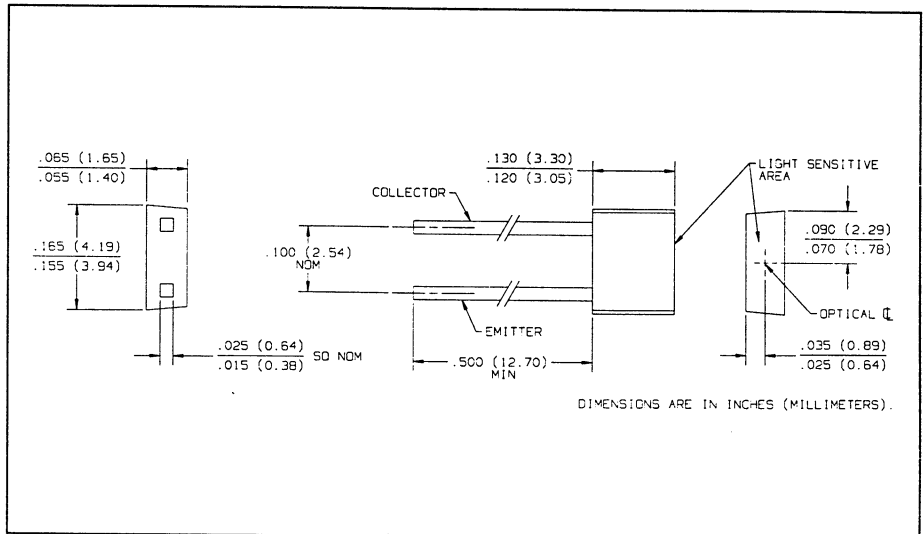 .065 (1.65)
.055 (1.40)
.165 (4.19)
.155 (3.94)
.025 (0.64)
.015 (0.38)
SQ NOM
COLLECTOR
.100 (2.54)
NOM
EMITTER
.500 (12.70)
MIN
.130 (3.30)
.120 (3.05)
LIGHT SENSITIVE
AREA
.090 (2.29)
.070 (1.78)
OPTICAL ℄
.035 (0.89)
.025 (0.64)
DIMENSIONS ARE IN INCHES (MILLIMETERS).